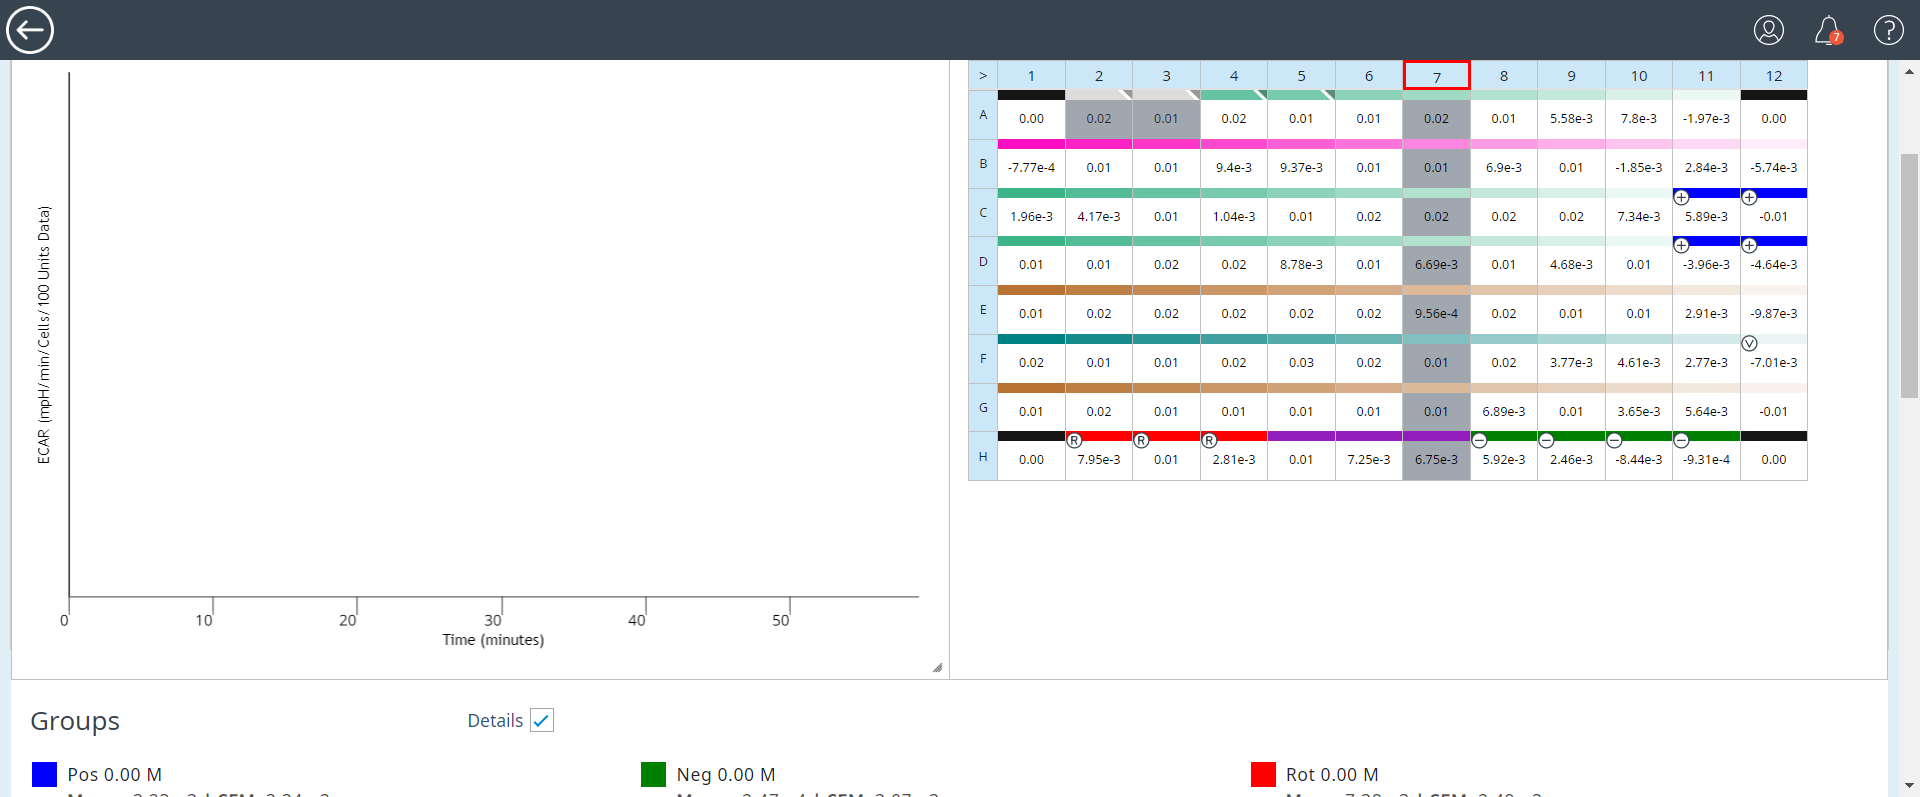 7
?
> 1 2 3 4 5 6 7 8 9 10 11 12
A 0.00 0.02 0.01 0.02 0.01 0.01 0.02 0.01 5.58e-3 7.8e-3 -1.97e-3 0.00
B -7.77e-4 0.01 0.01 9.4e-3 9.37e-3 0.01 0.01 6.9e-3 0.01 -1.85e-3 2.84e-3 -5.74e-3
C 1.96e-3 4.17e-3 0.01 1.04e-3 0.01 0.02 0.02 0.02 0.02 7.34e-3 + 5.89e-3 + -0.01
D 0.01 0.01 0.02 0.02 8.78e-3 0.01 6.69e-3 0.01 4.68e-3 0.01 + -3.96e-3 + -4.64e-3
E 0.01 0.02 0.02 0.02 0.02 0.02 9.56e-4 0.02 0.01 0.01 2.91e-3 -9.87e-3
F 0.02 0.01 0.01 0.02 0.03 0.02 0.01 0.02 3.77e-3 4.61e-3 2.77e-3 V -7.01e-3
G 0.01 0.02 0.01 0.01 0.01 0.01 0.01 6.89e-3 0.01 3.65e-3 5.64e-3 -0.01
H 0.00 R 7.95e-3 R 0.01 R 2.81e-3 0.01 7.25e-3 6.75e-3 − 5.92e-3 − 2.46e-3 − -8.44e-3 − -9.31e-4 0.00
ECAR (mpH/min/Cells/100 Units Data)
0 10 20 30 40 50
Time (minutes)
Groups
Details
Pos 0.00 M
Neg 0.00 M
Rot 0.00 M